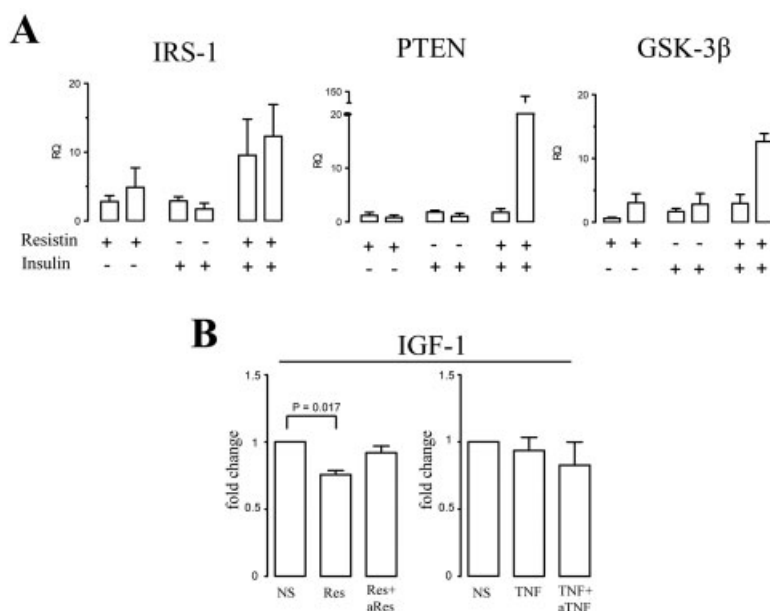 A
IRS-1
PTEN
GSK-3β
20
10
0
RQ
150
20
10
0
RQ
20
10
0
RQ
Resistin + + - - + + + + - - + + + + - - + +
Insulin - - + + + + - - + + + + - - + + + +
B
IGF-1
1.5
1
0.5
0
fold change
P = 0.017
NS Res Res+ aRes
1.5
1
0.5
0
fold change
NS TNF TNF+ aTNF